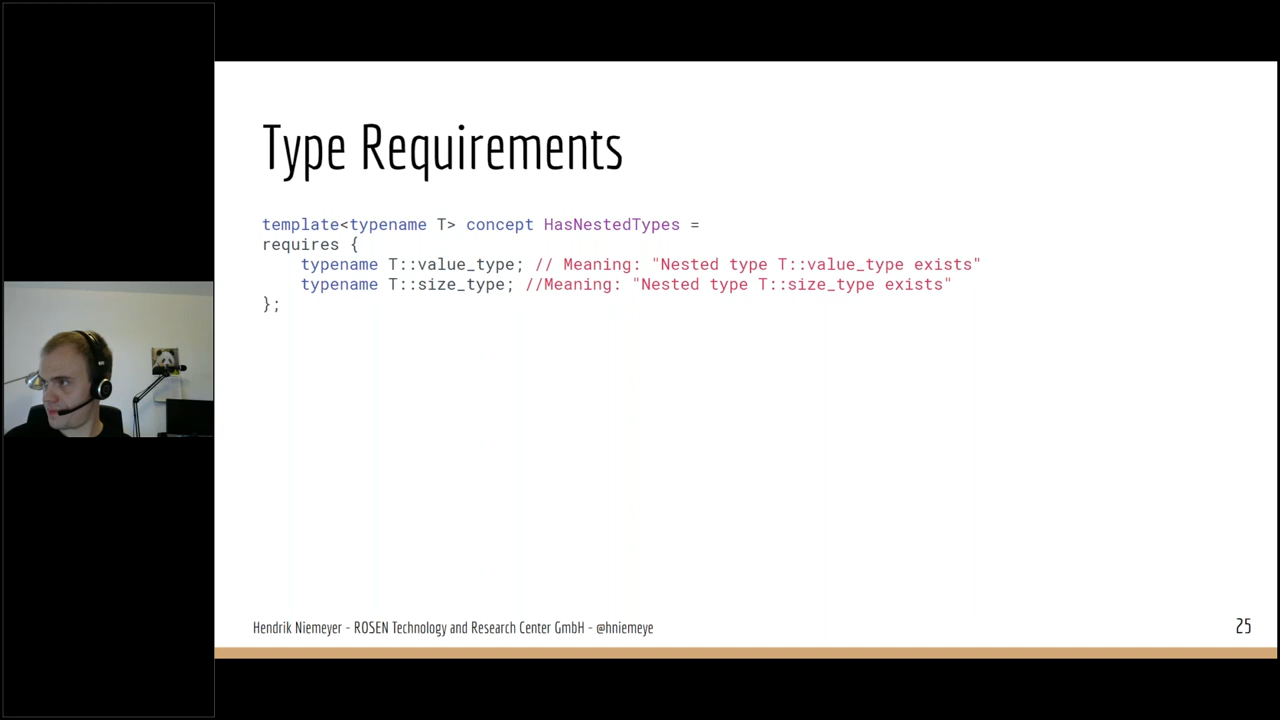 Type Requirements
template<typename T> concept HasNestedTypes =
requires {
    typename T::value_type; // Meaning: "Nested type T::value_type exists"
    typename T::size_type; //Meaning: "Nested type T::size_type exists"
};
Hendrik Niemeyer - ROSEN Technology and Research Center GmbH - @hniemeye
25